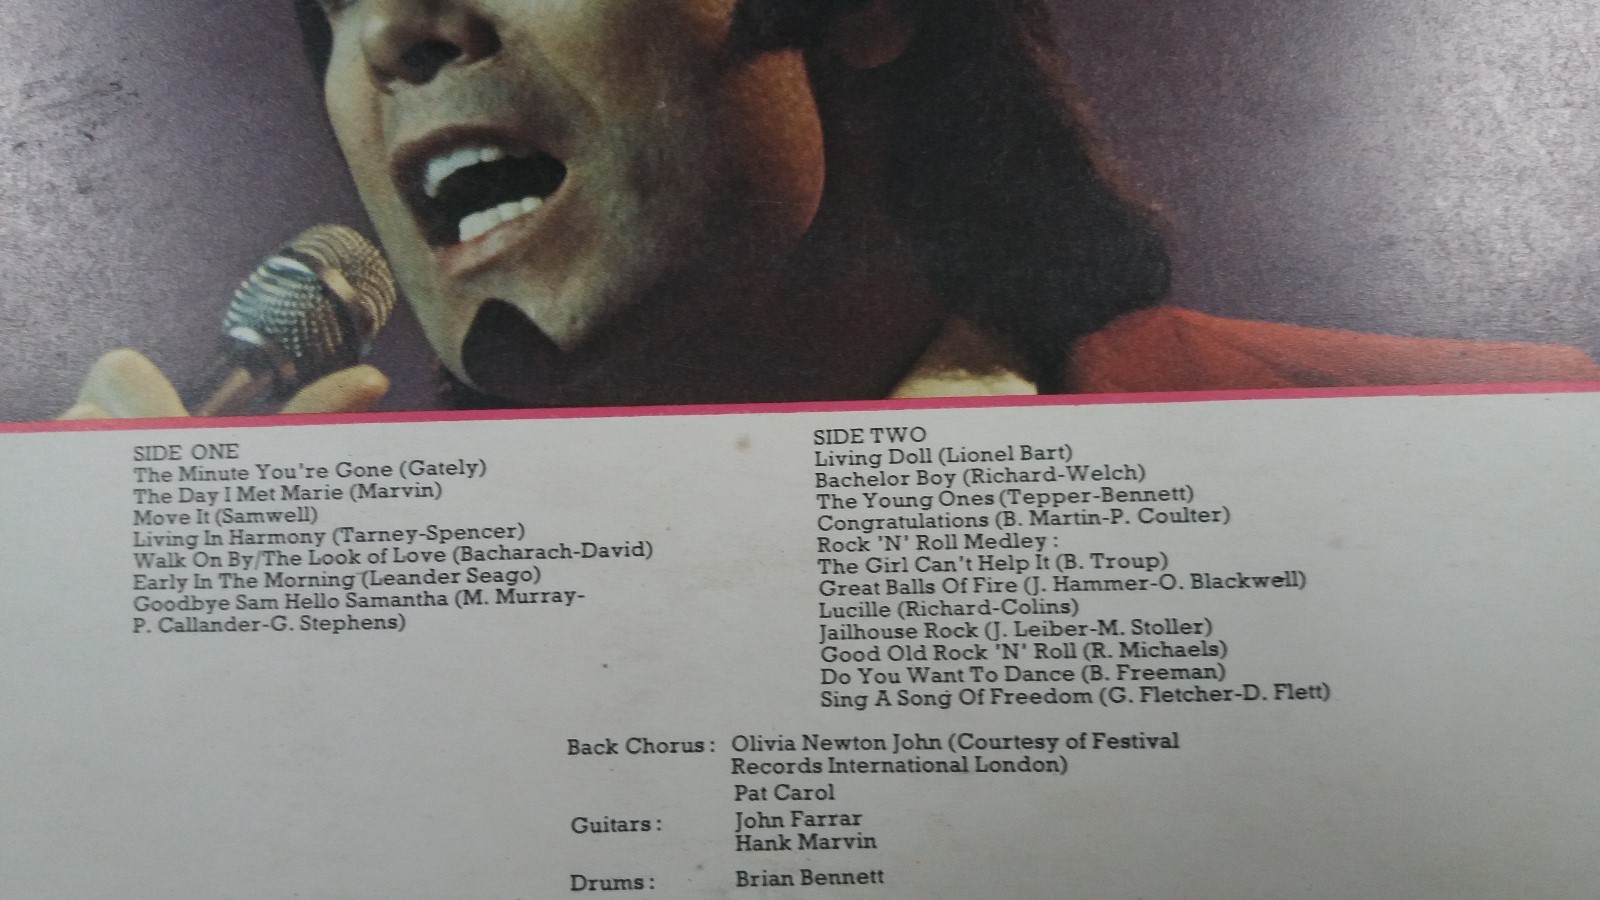 SIDE ONE
The Minute You're Gone (Gately)
The Day I Met Marie (Marvin)
Move It (Samwell)
Living In Harmony (Tarney-Spencer)
Walk On By/The Look of Love (Bacharach-David)
Early In The Morning (Leander Seago)
Goodbye Sam Hello Samantha (M. Murray-
P. Callander-G. Stephens)
SIDE TWO
Living Doll (Lionel Bart)
Bachelor Boy (Richard-Welch)
The Young Ones (Tepper-Bennett)
Congratulations (B. Martin-P. Coulter)
Rock 'N' Roll Medley:
The Girl Can't Help It (B. Troup)
Great Balls Of Fire (J. Hammer-O. Blackwell)
Lucille (Richard-Colins)
Jailhouse Rock (J. Leiber-M. Stoller)
Good Old Rock 'N' Roll (R. Michaels)
Do You Want To Dance (B. Freeman)
Sing A Song Of Freedom (G. Fletcher-D. Flett)
Back Chorus: Olivia Newton John (Courtesy of Festival
Records International London)
Pat Carol
Guitars: John Farrar
Hank Marvin
Drums: Brian Bennett